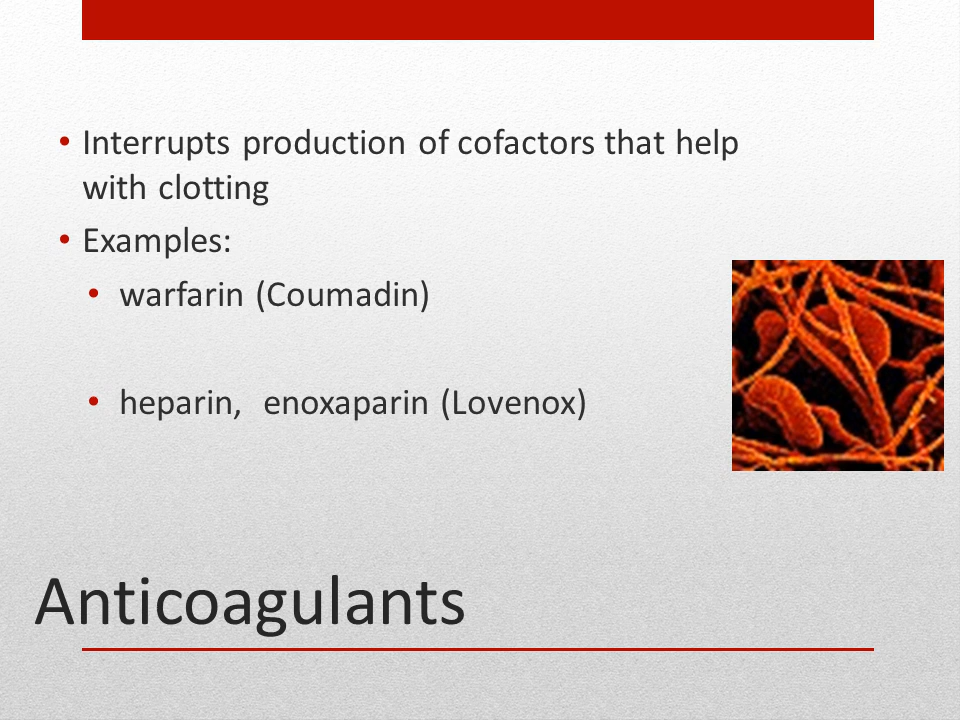 • Interrupts production of cofactors that help
with clotting
• Examples:
• warfarin (Coumadin)
• heparin, enoxaparin (Lovenox)
Anticoagulants